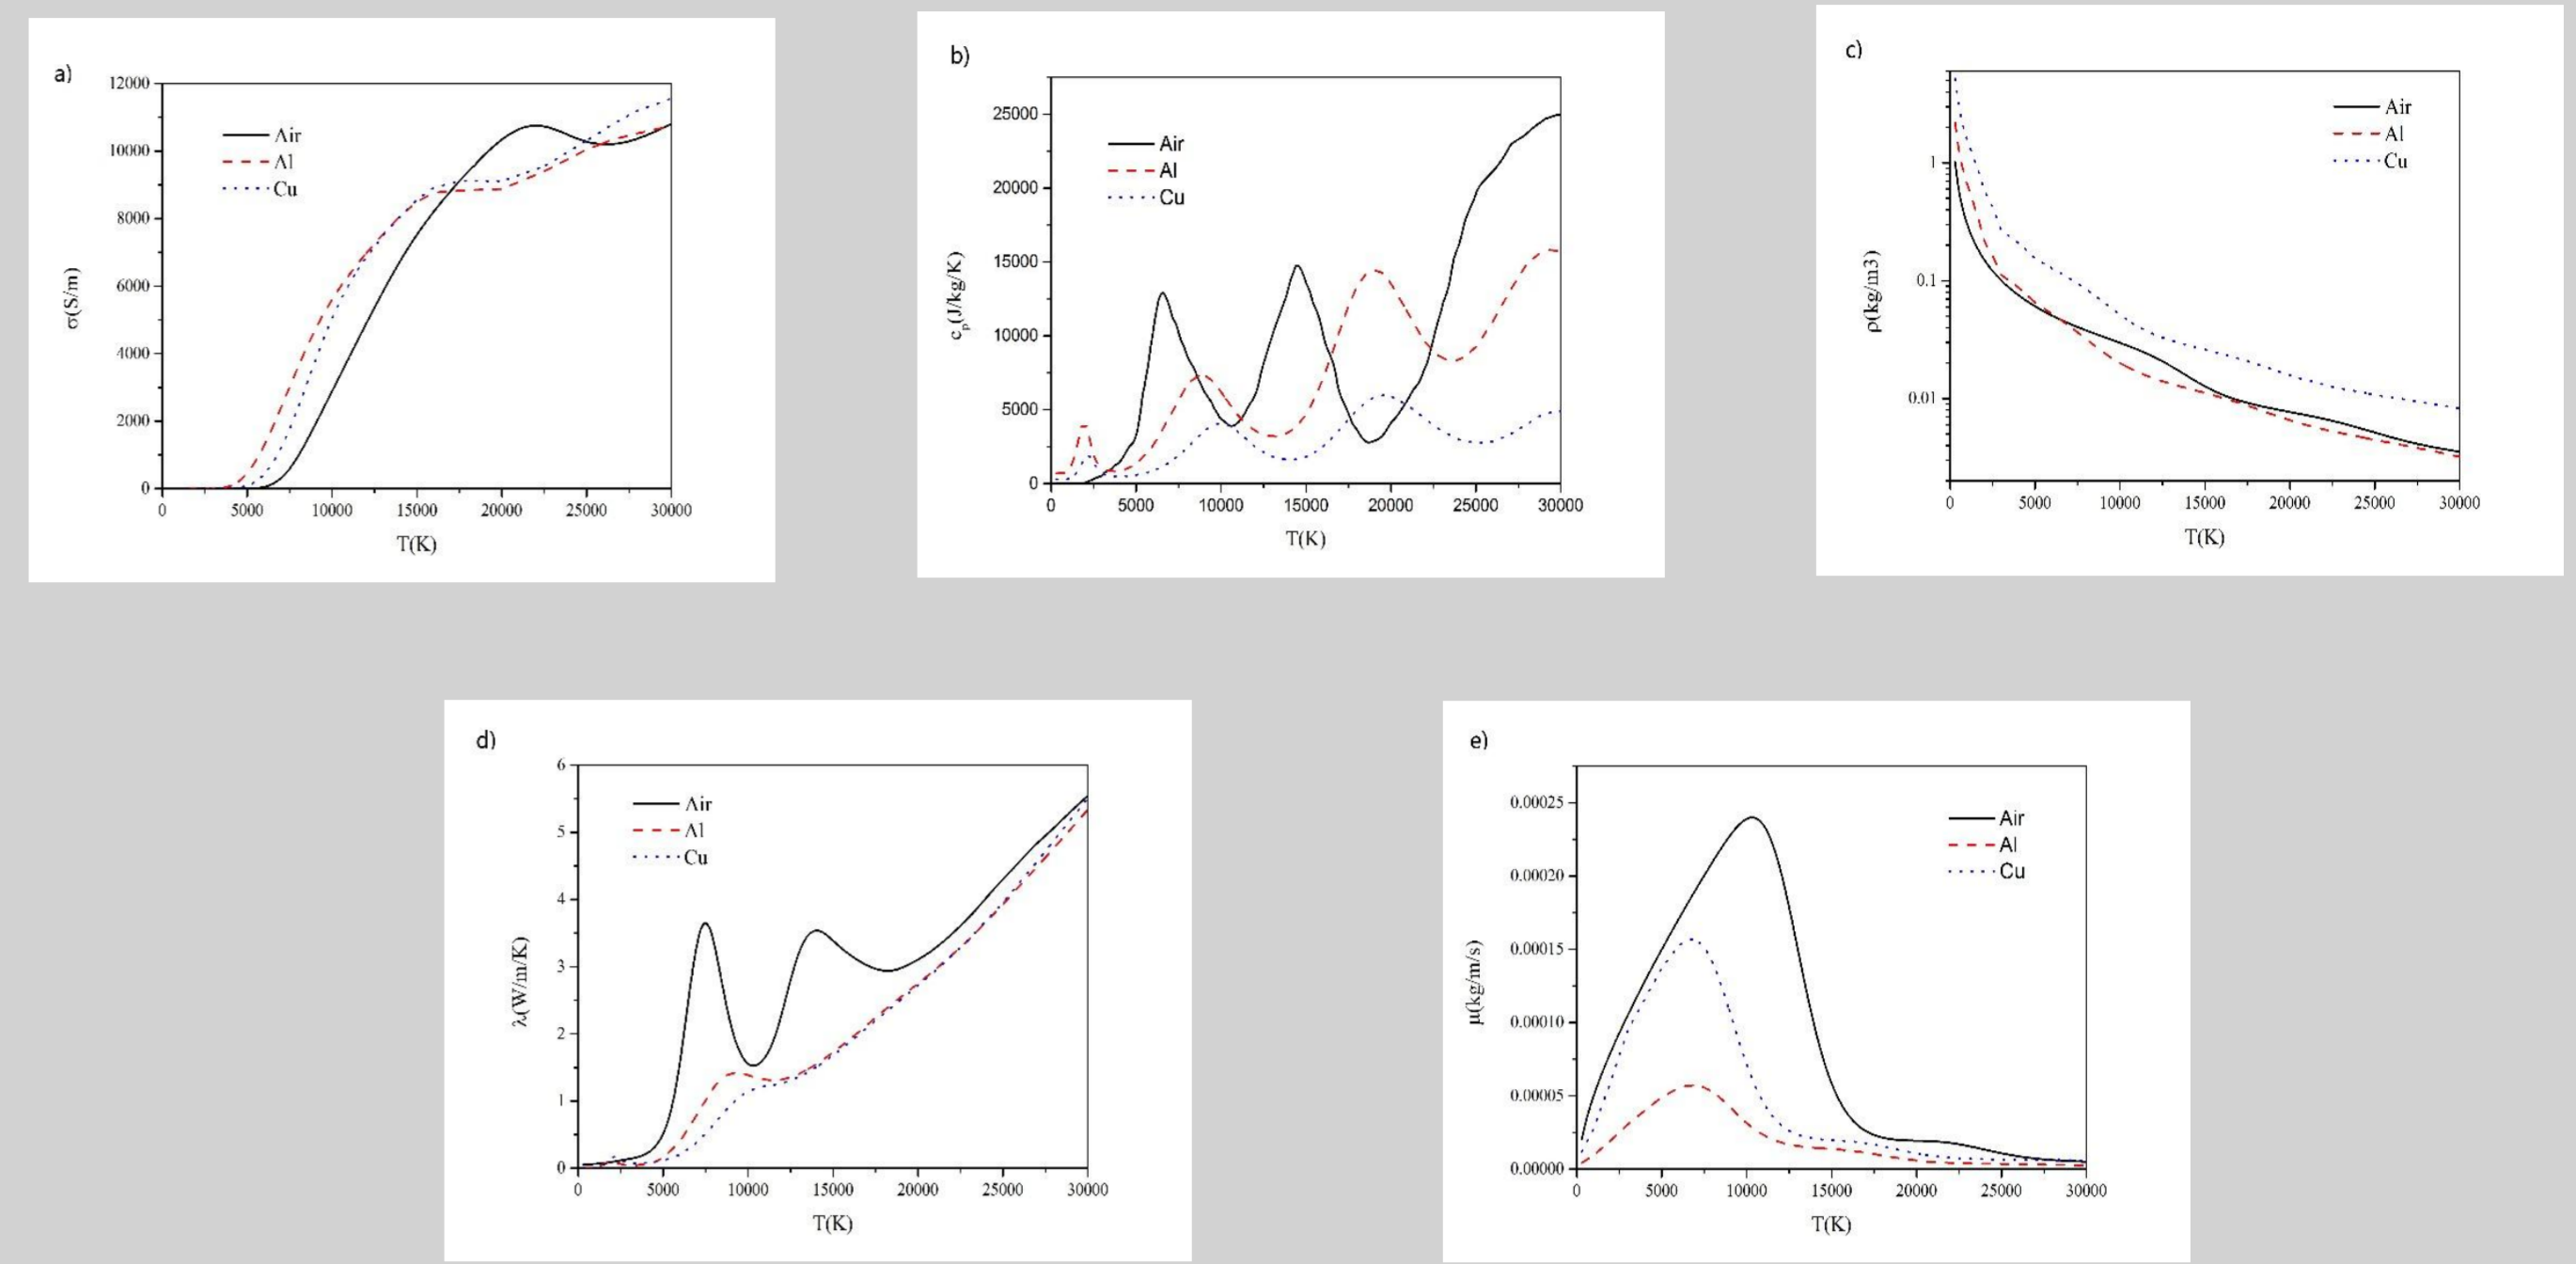 a)
12000
10000
8000
6000
4000
2000
0
σ(S/m)
Air
Al
Cu
0 5000 10000 15000 20000 25000 30000
T(K)
b)
25000
20000
15000
10000
5000
0
cp(J/kg/K)
Air
Al
Cu
0 5000 10000 15000 20000 25000 30000
T(K)
c)
1
0.1
0.01
ρ(kg/m3)
Air
Al
Cu
0 5000 10000 15000 20000 25000 30000
T(K)
d)
6
5
4
3
2
1
0
λ(W/m/K)
Air
Al
Cu
0 5000 10000 15000 20000 25000 30000
T(K)
e)
0.00025
0.00020
0.00015
0.00010
0.00005
0.00000
μ(kg/m/s)
Air
Al
Cu
0 5000 10000 15000 20000 25000 30000
T(K)